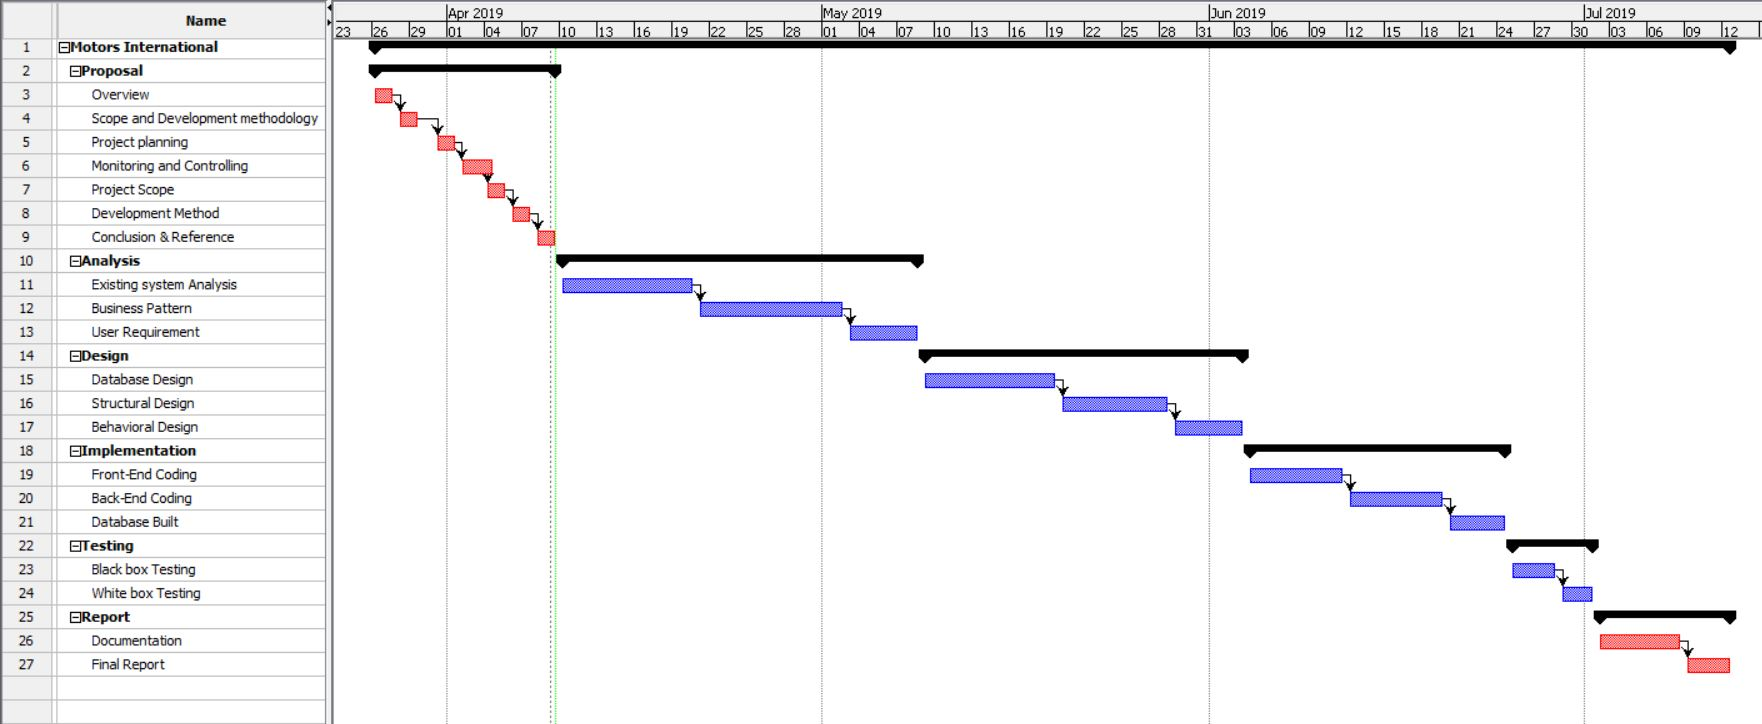 Name
Apr 2019 May 2019 Jun 2019 Jul 2019
23 26 29 01 04 07 10 13 16 19 22 25 28 01 04 07 10 13 16 19 22 25 28 31 03 06 09 12 15 18 21 24 27 30 03 06 09 12
1 Motors International
2 Proposal
3 Overview
4 Scope and Development methodology
5 Project planning
6 Monitoring and Controlling
7 Project Scope
8 Development Method
9 Conclusion & Reference
10 Analysis
11 Existing system Analysis
12 Business Pattern
13 User Requirement
14 Design
15 Database Design
16 Structural Design
17 Behavioral Design
18 Implementation
19 Front-End Coding
20 Back-End Coding
21 Database Built
22 Testing
23 Black box Testing
24 White box Testing
25 Report
26 Documentation
27 Final Report